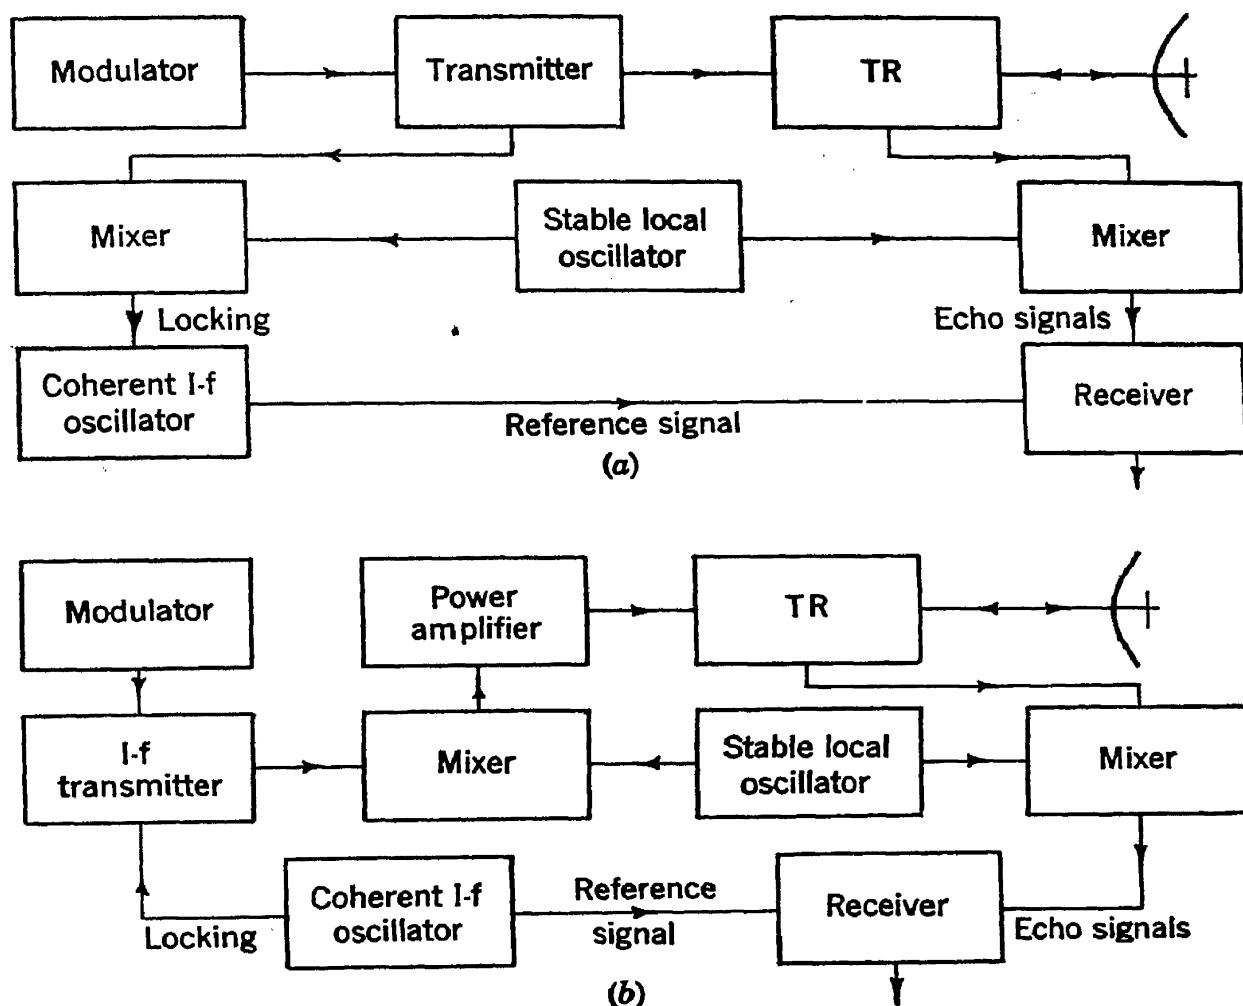 Modulator
Transmitter
TR
Mixer
Stable local
oscillator
Mixer
Locking
Echo signals
Coherent I-f
oscillator
Reference signal
Receiver
(a)
Modulator
Power
amplifier
TR
I-f
transmitter
Mixer
Stable local
oscillator
Mixer
Locking
Coherent I-f
oscillator
Reference
signal
Receiver
Echo signals
(b)